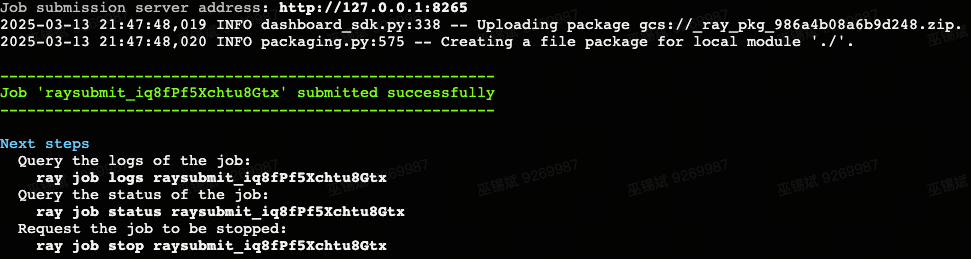 Job submission server address: http://127.0.0.1:8265
2025-03-13 21:47:48,019 INFO dashboard_sdk.py:338 -- Uploading package gcs://_ray_pkg_986a4b08a6b9d248.zip.
2025-03-13 21:47:48,020 INFO packaging.py:575 -- Creating a file package for local module './'.
-------------------------------------------------------
Job 'raysubmit_iq8fPf5Xchtu8Gtx' submitted successfully
-------------------------------------------------------
Next steps
Query the logs of the job:
ray job logs raysubmit_iq8fPf5Xchtu8Gtx
Query the status of the job:
ray job status raysubmit_iq8fPf5Xchtu8Gtx
Request the job to be stopped:
ray job stop raysubmit_iq8fPf5Xchtu8Gtx
巫锡斌 9269987
巫锡斌 9269987
巫锡斌 9269987
巫锡斌 9269987